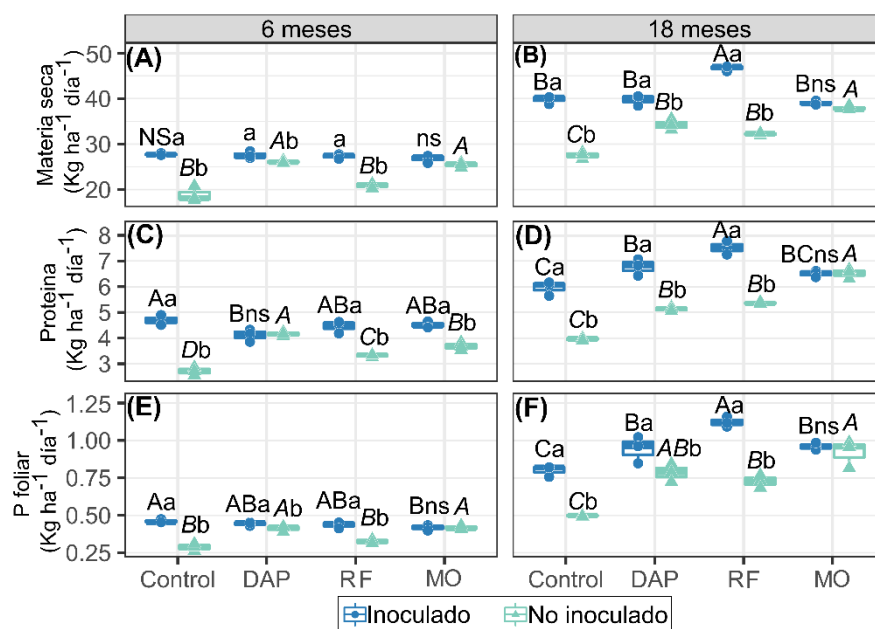 6 meses
18 meses
Materia seca
(Kg ha⁻¹ día⁻¹)
50
40
30
20
(A)
NSa
Bb
a
Ab
a
Bb
ns
A
(B)
Ba
Cb
Ba
Bb
Aa
Bb
Bns
A
Proteina
(Kg ha⁻¹ día⁻¹)
8
7
6
5
4
3
(C)
Aa
Db
Bns
A
ABa
Cb
ABa
Bb
(D)
Ca
Cb
Ba
Bb
Aa
Bb
BCns
A
P foliar
(Kg ha⁻¹ día⁻¹)
1.25
1.00
0.75
0.50
0.25
(E)
Aa
Bb
ABa
Ab
ABa
Bb
Bns
A
(F)
Ca
Cb
Ba
ABb
Aa
Bb
Bns
A
Control DAP RF MO
Control DAP RF MO
Inoculado No inoculado